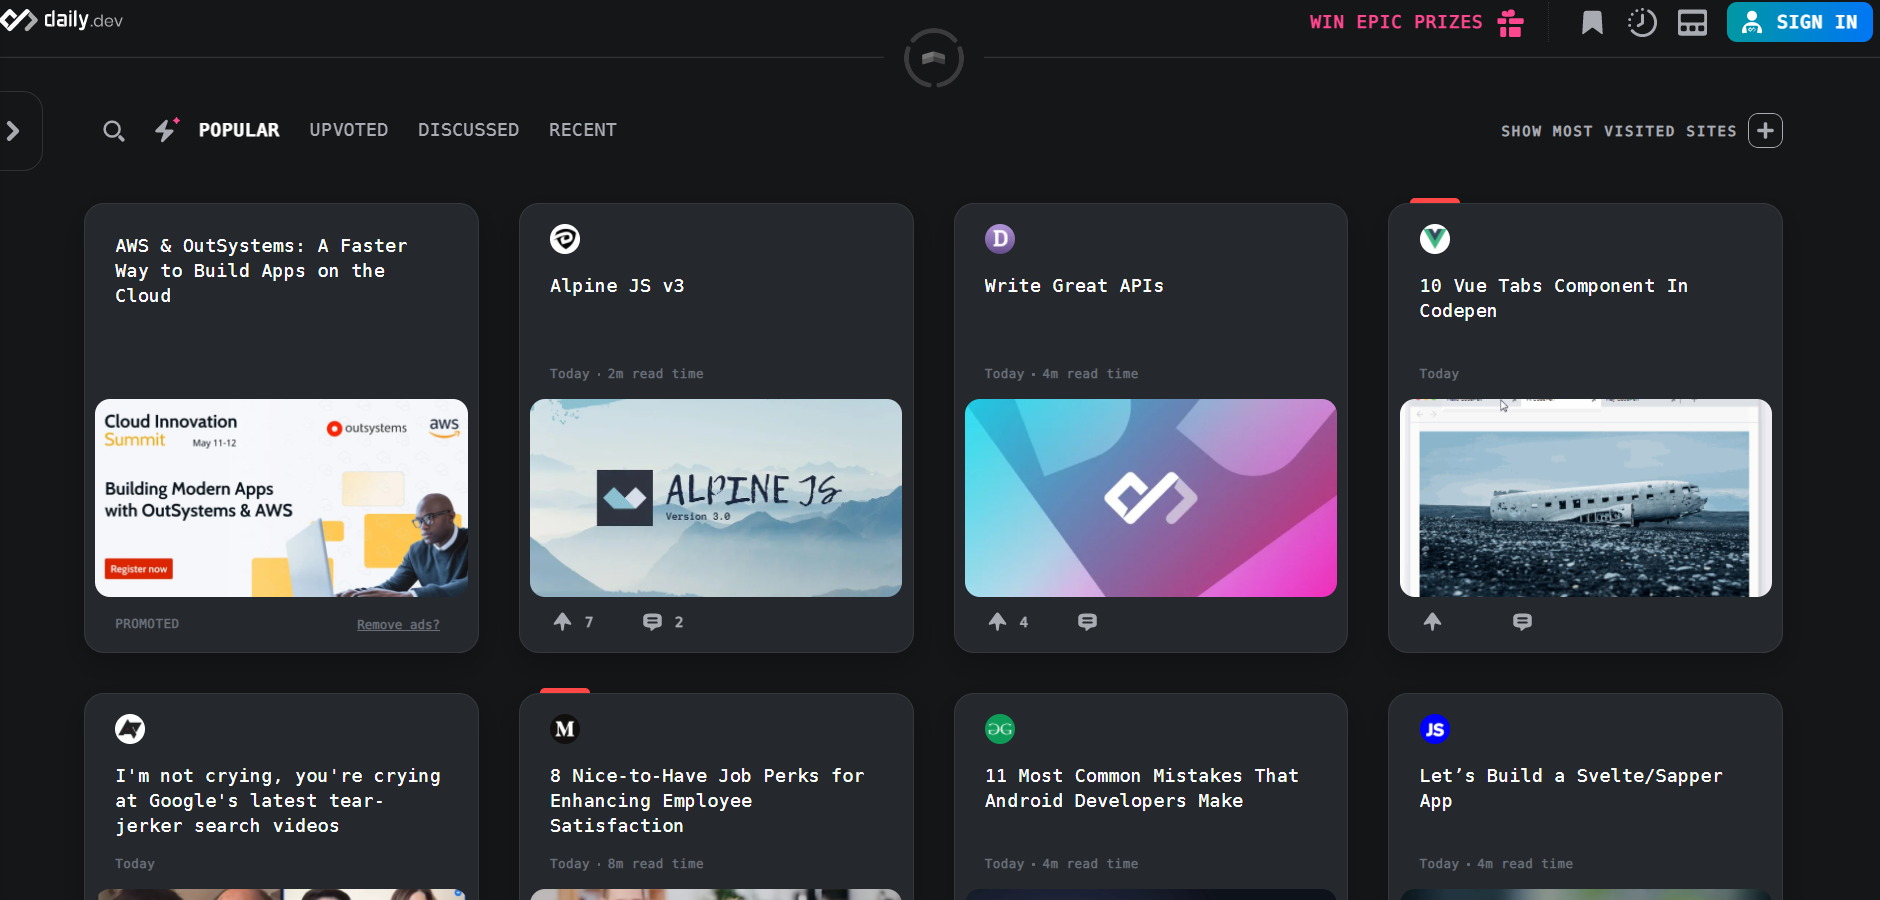 daily.dev
WIN EPIC PRIZES
SIGN IN
POPULAR UPVOTED DISCUSSED RECENT
SHOW MOST VISITED SITES
AWS & OutSystems: A Faster
Way to Build Apps on the
Cloud
Cloud Innovation
Summit May 11-12
outsystems
aws
Building Modern Apps
with OutSystems & AWS
Register now
PROMOTED
Remove ads?
Alpine JS v3
Today · 2m read time
ALPINE JS
Version 3.0
7
2
D
Write Great APIs
Today · 4m read time
4
10 Vue Tabs Component In
Codepen
Today
I'm not crying, you're crying
at Google's latest tear-
jerker search videos
Today
M
8 Nice-to-Have Job Perks for
Enhancing Employee
Satisfaction
Today · 8m read time
GG
11 Most Common Mistakes That
Android Developers Make
Today · 4m read time
JS
Let’s Build a Svelte/Sapper
App
Today · 4m read time